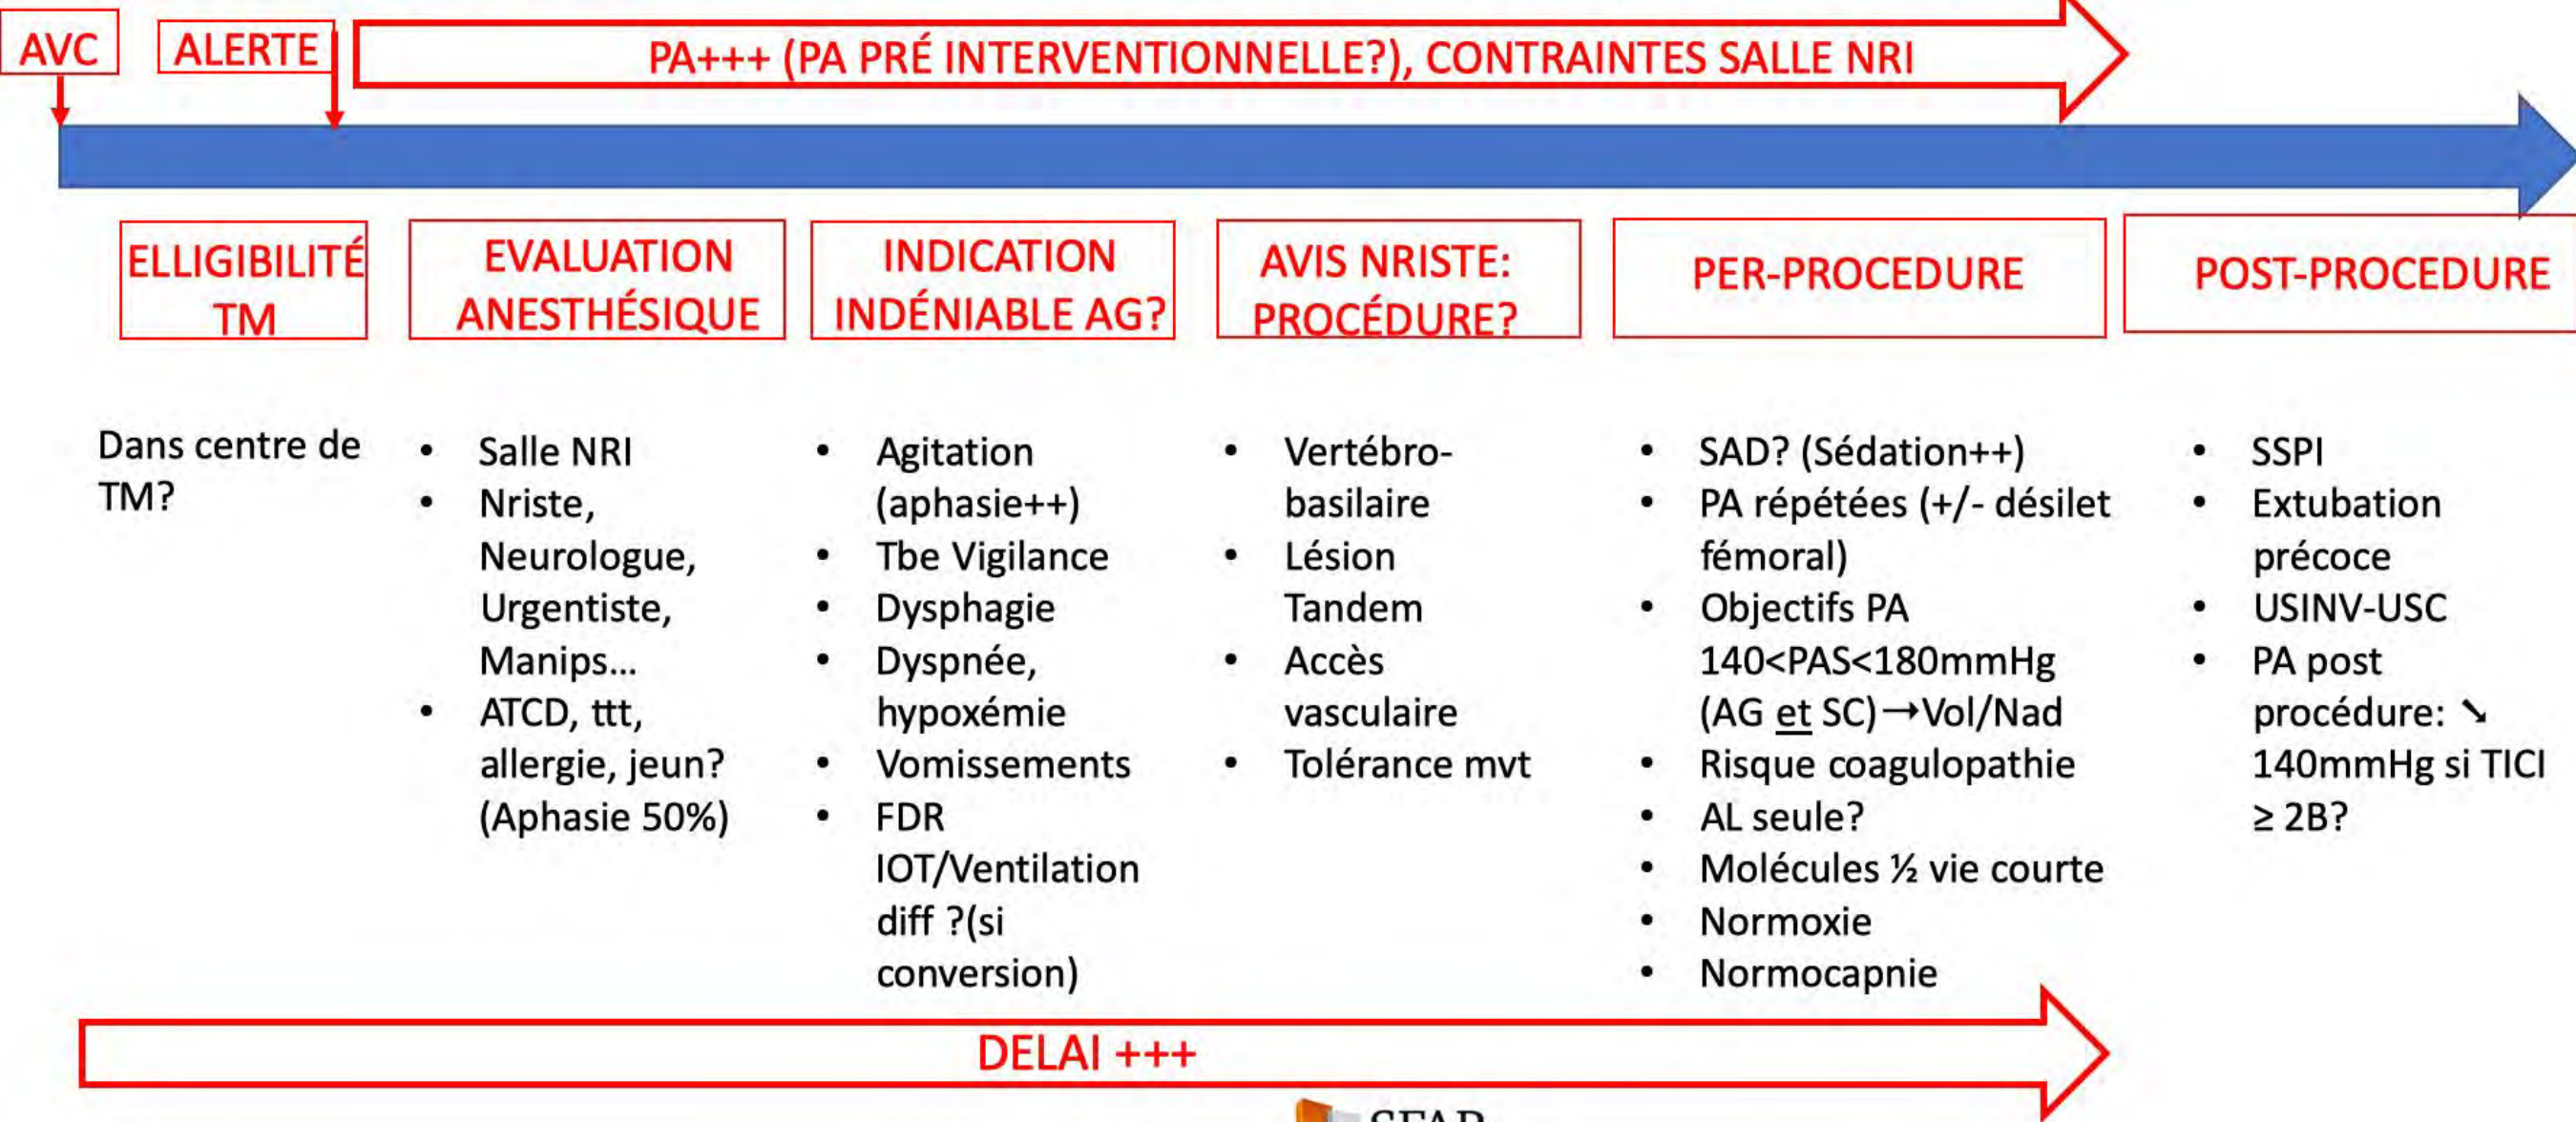 AVC
ALERTE
PA+++ (PA PRÉ INTERVENTIONNELLE?), CONTRAINTES SALLE NRI
ELLIGIBILITÉ
TM
EVALUATION
ANESTHÉSIQUE
INDICATION
INDÉNIABLE AG?
AVIS NRISTE:
PROCÉDURE?
PER-PROCEDURE
POST-PROCEDURE
Dans centre de
TM?
• Salle NRI
• Nriste,
Neurologue,
Urgentiste,
Manips...
• ATCD, ttt,
allergie, jeun?
(Aphasie 50%)
• Agitation
(aphasie++)
• Tbe Vigilance
• Dysphagie
• Dyspnée,
hypoxémie
• Vomissements
• FDR
IOT/Ventilation
diff ?(si
conversion)
• Vertébro-
basilaire
• Lésion
Tandem
• Accès
vasculaire
• Tolérance mvt
• SAD? (Sédation++)
• PA répétées (+/- désilet
fémoral)
• Objectifs PA
140<PAS<180mmHg
(AG et SC)→Vol/Nad
• Risque coagulopathie
• AL seule?
• Molécules ½ vie courte
• Normoxie
• Normocapnie
• SSPI
• Extubation
précoce
• USINV-USC
• PA post
procédure: ↘
140mmHg si TICI
≥ 2B?
DELAI +++
SFAR